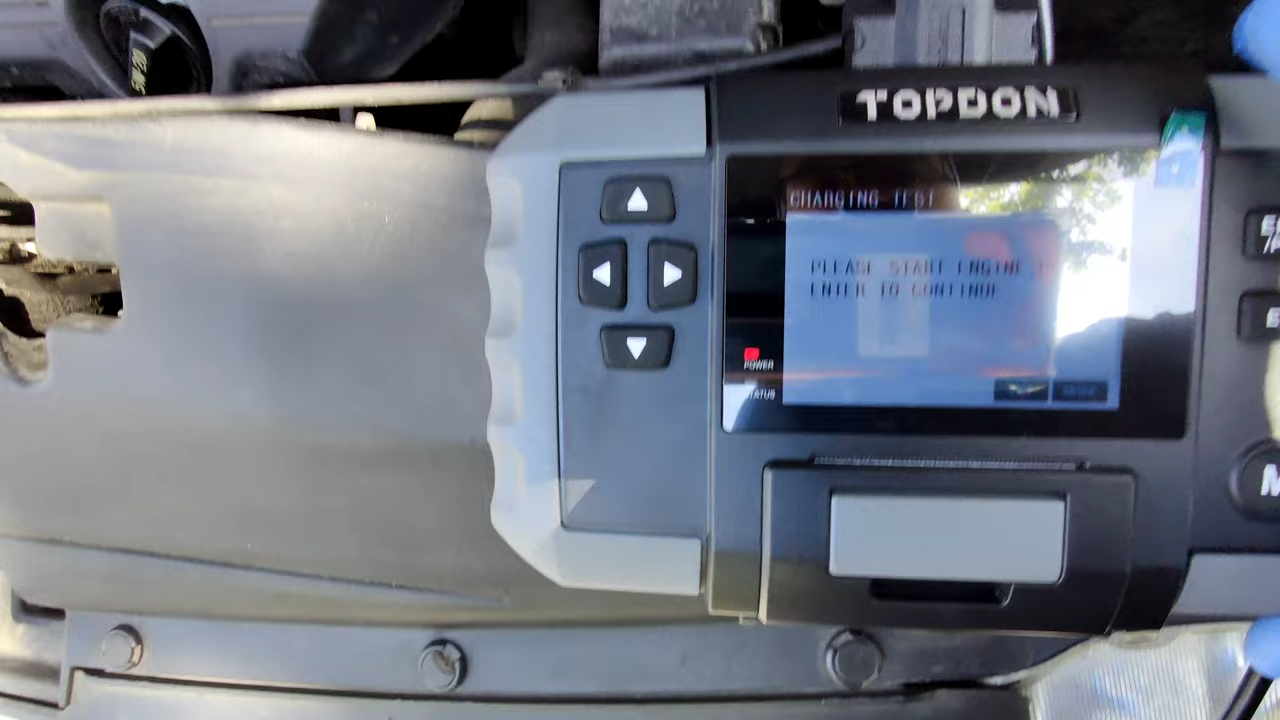 TOPDON
CHARGING TEST
PLEASE START ENGINE
ENTER TO CONTINUE
POWER
STATUS
E
E
M